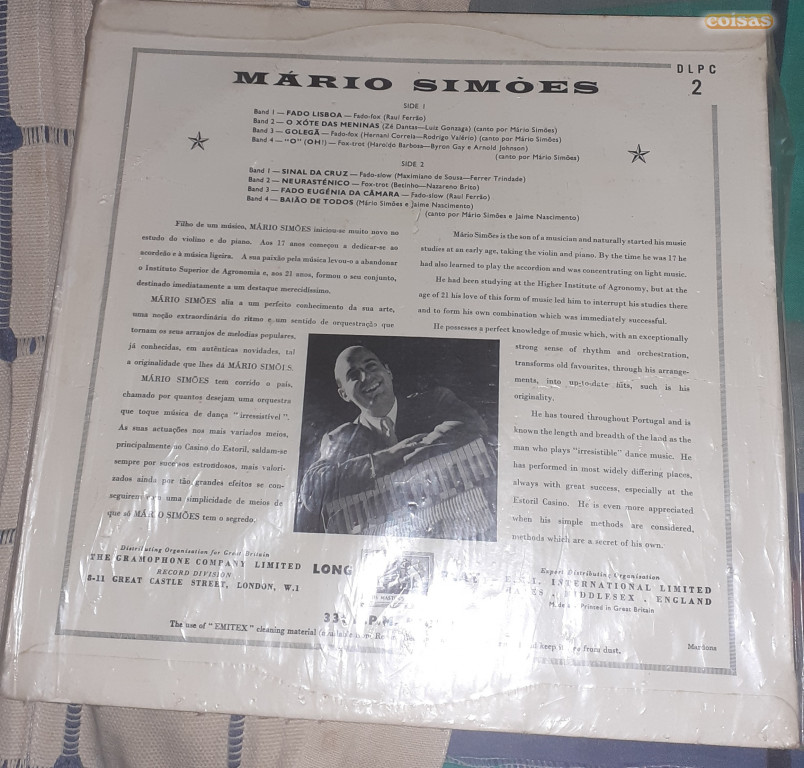 coisas
DLPC
2
MÁRIO SIMÕES
SIDE 1
Band 1 — FADO LISBOA — Fado-fox (Raul Ferrão)
Band 2 — O XÓTE DAS MENINAS (Zé Dantas—Luiz Gonzaga) (canto por Mário Simões)
Band 3 — GOLEGÃ — Fado-fox (Hernani Correia—Rodrigo Valério) (canto por Mário Simões)
Band 4 — "O" (OH!) — Fox-trot (Haroldo Barbosa—Byron Gay e Arnold Johnson)
(canto por Mário Simões)
SIDE 2
Band 1 — SINAL DA CRUZ — Fado-slow (Maximiano de Sousa—Ferrer Trindade)
Band 2 — NEURASTÉNICO — Fox-trot (Betinho—Nazareno Brito)
Band 3 — FADO EUGÉNIA DA CÂMARA — Fado-slow (Raul Ferrão)
Band 4 — BAIÃO DE TODOS (Mário Simões e Jaime Nascimento)
(canto por Mário Simões e Jaime Nascimento)
Filho de um músico, MÁRIO SIMÕES iniciou-se muito novo no
estudo do violino e do piano. Aos 17 anos começou a dedicar-se ao
acordeão e à música ligeira. A sua paixão pela música levou-o a abandonar
o Instituto Superior de Agronomia e, aos 21 anos, formou o seu conjunto,
destinado imediatamente a um destaque merecidíssimo.
MÁRIO SIMÕES alia a um perfeito conhecimento da sua arte,
uma noção extraordinária do ritmo e um sentido de orquestração que
tornam os seus arranjos de melodias populares,
já conhecidas, em autênticas novidades, tal
a originalidade que lhes dá MÁRIO SIMÕES.
MÁRIO SIMÕES tem corrido o país,
chamado por quantos desejam uma orquestra
que toque música de dança "irresistível".
As suas actuações nos mais variados meios,
principalmente no Casino do Estoril, saldam-se
sempre por sucessos estrondosos, mais valori-
zados ainda por tão grandes efeitos se con-
seguirem com uma simplicidade de meios de
que só MÁRIO SIMÕES tem o segredo.
Mário Simões is the son of a musician and naturally started his music
studies at an early age, taking the violin and piano. By the time he was 17 he
had also learned to play the accordion and was concentrating on light music.
He had been studying at the Higher Institute of Agronomy, but at the
age of 21 his love of this form of music led him to interrupt his studies there
and to form his own combination which was immediately successful.
He possesses a perfect knowledge of music which, with an exceptionally
strong sense of rhythm and orchestration,
transforms old favourites, through his arrange-
ments, into up-to-date hits, such is his
originality.
He has toured throughout Portugal and is
known the length and breadth of the land as the
man who plays "irresistible" dance music. He
has performed in most widely differing places,
always with great success, especially at the
Estoril Casino. He is even more appreciated
when his simple methods are considered,
methods which are a secret of his own.
Distributing Organisation for Great Britain
THE GRAMOPHONE COMPANY LIMITED
RECORD DIVISION
8-11 GREAT CASTLE STREET, LONDON, W.1
LONG
33⅓
Export Distributing Organisation
E.M.I. INTERNATIONAL LIMITED
HAYES · MIDDLESEX · ENGLAND
Made and Printed in Great Britain
The use of "EMITEX" cleaning material
keep from dust.
Mardons